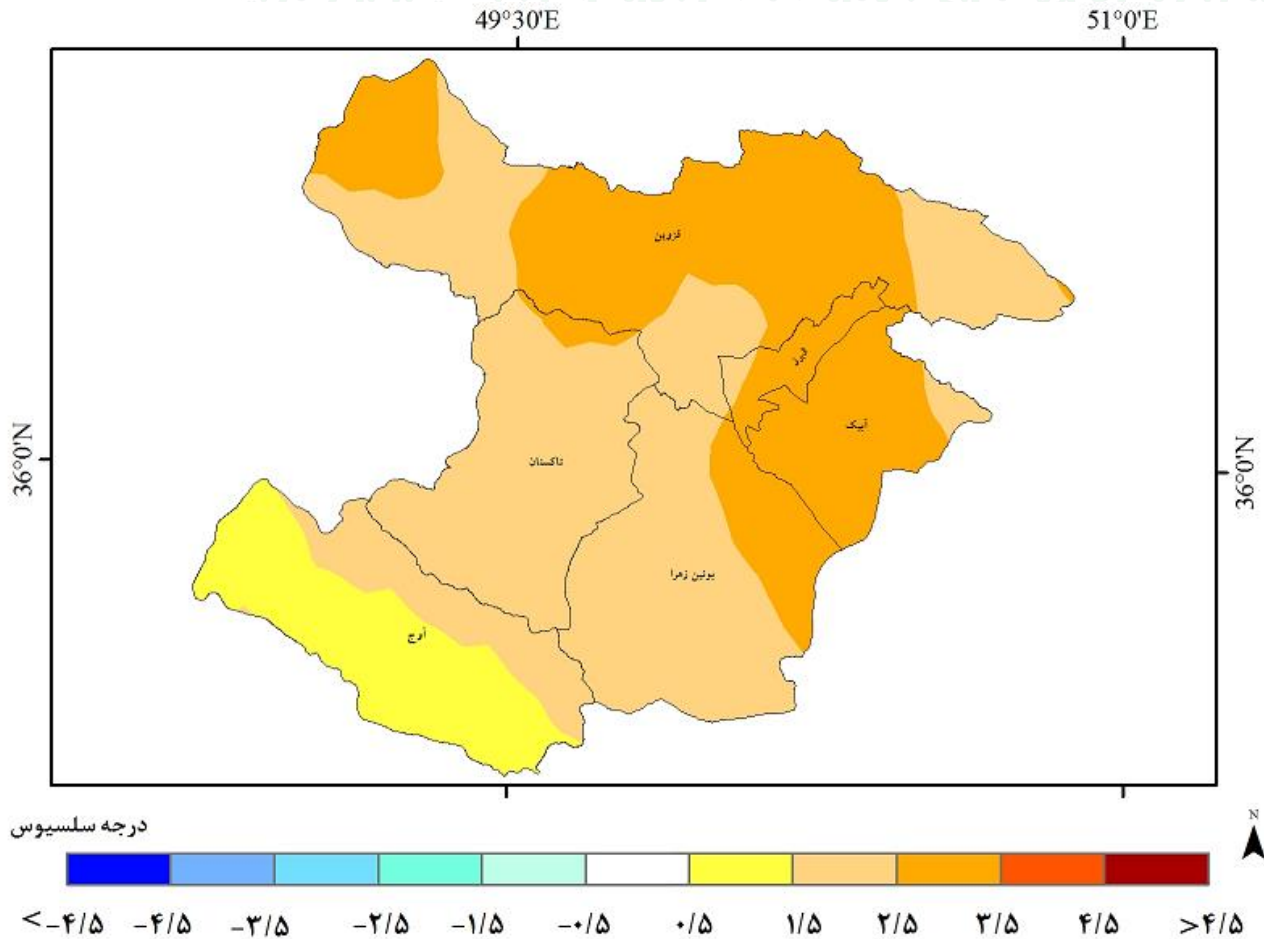 49°30'E 51°0'E
قزوین
البرز
آبیک
36°0'N 36°0'N
تاکستان
بوئین زهرا
آوج
درجه سلسیوس
N
<-۴/۵ -۴/۵ -۳/۵ -۲/۵ -۱/۵ -۰/۵ ۰/۵ ۱/۵ ۲/۵ ۳/۵ ۴/۵ >۴/۵